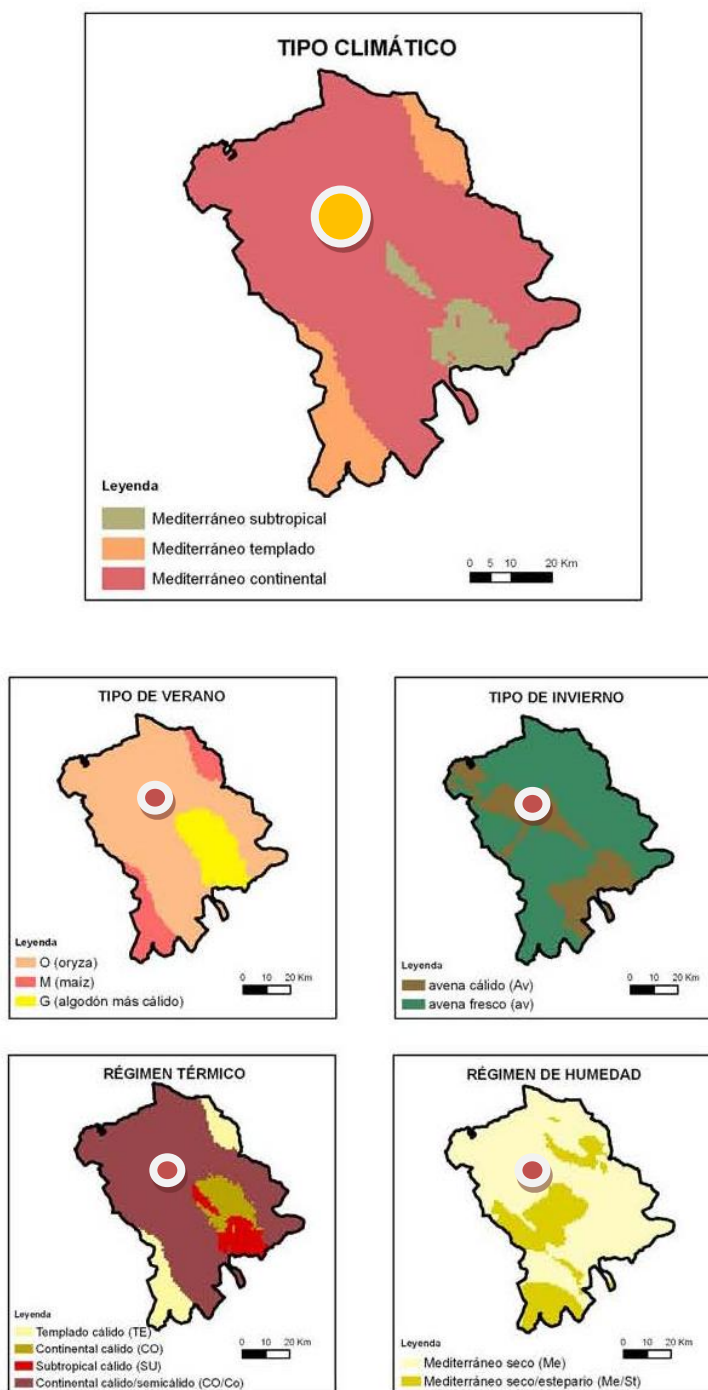 TIPO CLIMÁTICO
Leyenda
Mediterráneo subtropical
Mediterráneo templado
Mediterráneo continental
0 5 10 20 Km
TIPO DE VERANO
Leyenda
O (oryza)
M (maíz)
G (algodón más cálido)
0 10 20 Km
TIPO DE INVIERNO
Leyenda
avena cálido (Av)
avena fresco (av)
0 10 20 Km
RÉGIMEN TÉRMICO
Leyenda
Templado cálido (TE)
Continental cálido (CO)
Subtropical cálido (SU)
Continental cálido/semicálido (CO/Co)
0 10 20 Km
RÉGIMEN DE HUMEDAD
Leyenda
Mediterráneo seco (Me)
Mediterráneo seco/estepario (Me/St)
0 10 20 Km